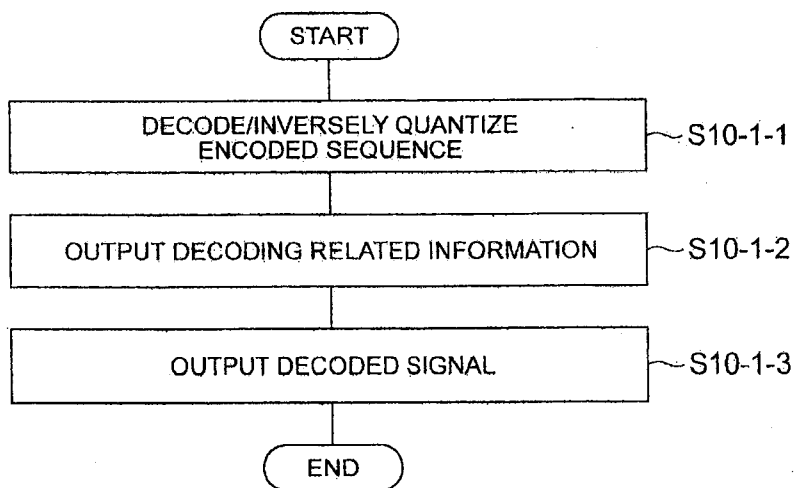 START
DECODE/INVERSELY QUANTIZE
ENCODED SEQUENCE
S10-1-1
OUTPUT DECODING RELATED INFORMATION
S10-1-2
OUTPUT DECODED SIGNAL
S10-1-3
END